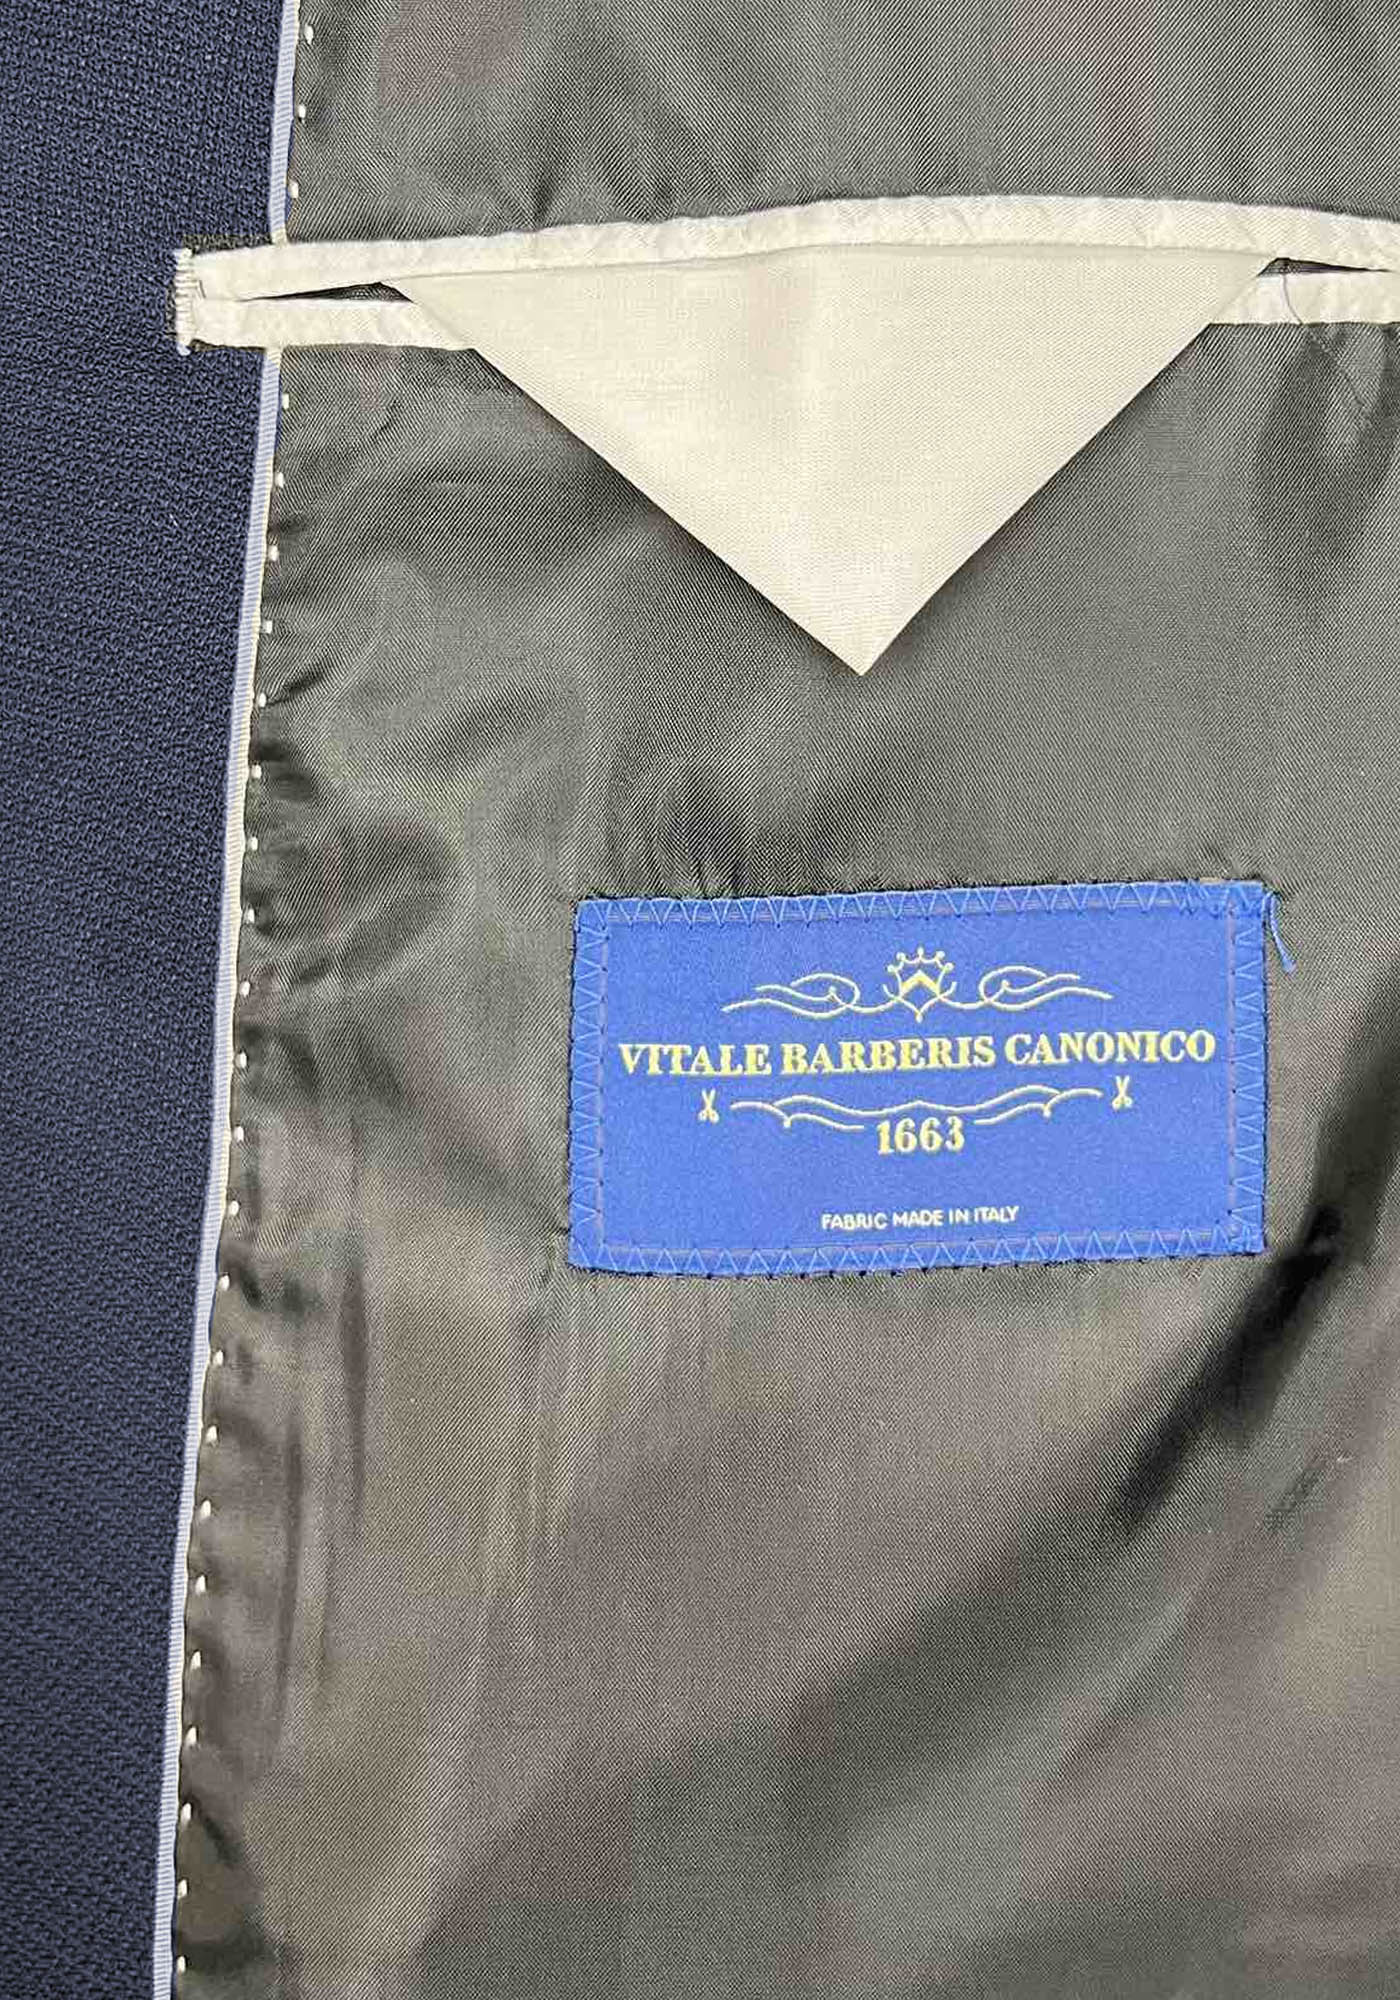 VITALE BARBERIS CANONICO
1663
FABRIC MADE IN ITALY